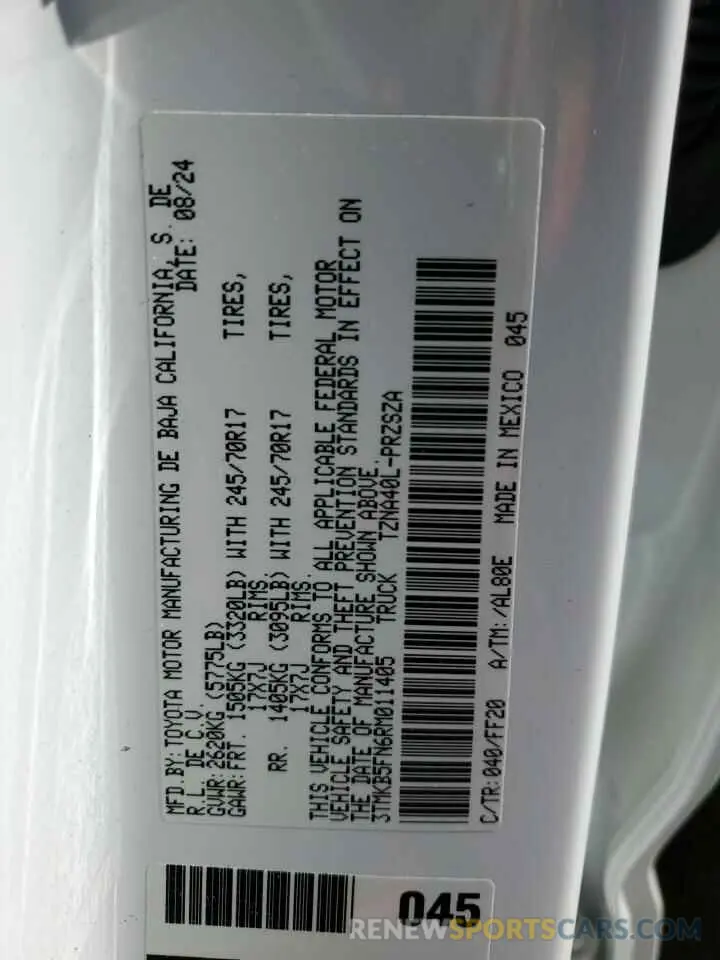 MFD. BY: TOYOTA MOTOR MANUFACTURING DE BAJA CALIFORNIA, S. DE
R.L. DE C.V. DATE: 08/24
GVWR: 2620KG (5775LB)
GAWR: FRT. 1505KG (3320LB) WITH 245/70R17 TIRES,
17X7J RIMS
RR. 1405KG (3095LB) WITH 245/70R17 TIRES,
17X7J RIMS.
THIS VEHICLE CONFORMS TO ALL APPLICABLE FEDERAL MOTOR
VEHICLE SAFETY AND THEFT PREVENTION STANDARDS IN EFFECT ON
THE DATE OF MANUFACTURE SHOWN ABOVE.
3TMKB5FN6RM011405 TRUCK TZNA40L-PRZSZA
C/TR: 040/FF20 A/TM: /AL80E MADE IN MEXICO 045
045
RENEWSPORTSCARS.COM